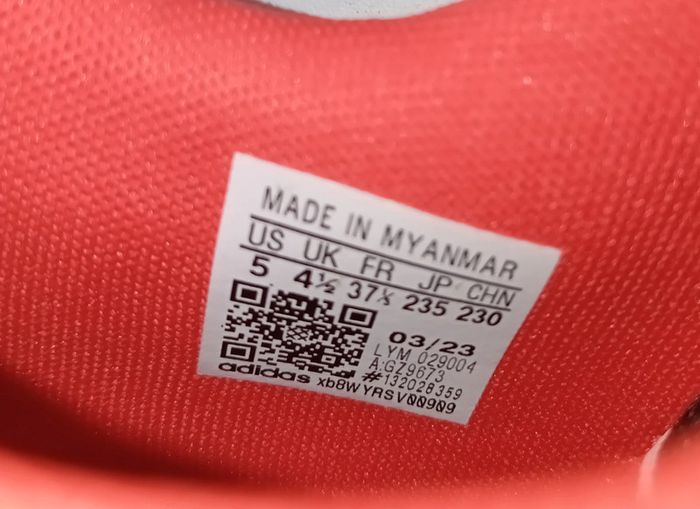 MADE IN MYANMAR
US UK FR JP CHN
5 4½ 37⅓ 235 230
03/23
LYM 029004
A:GZ9673
#132028359
adidas xb8WYRSV00909